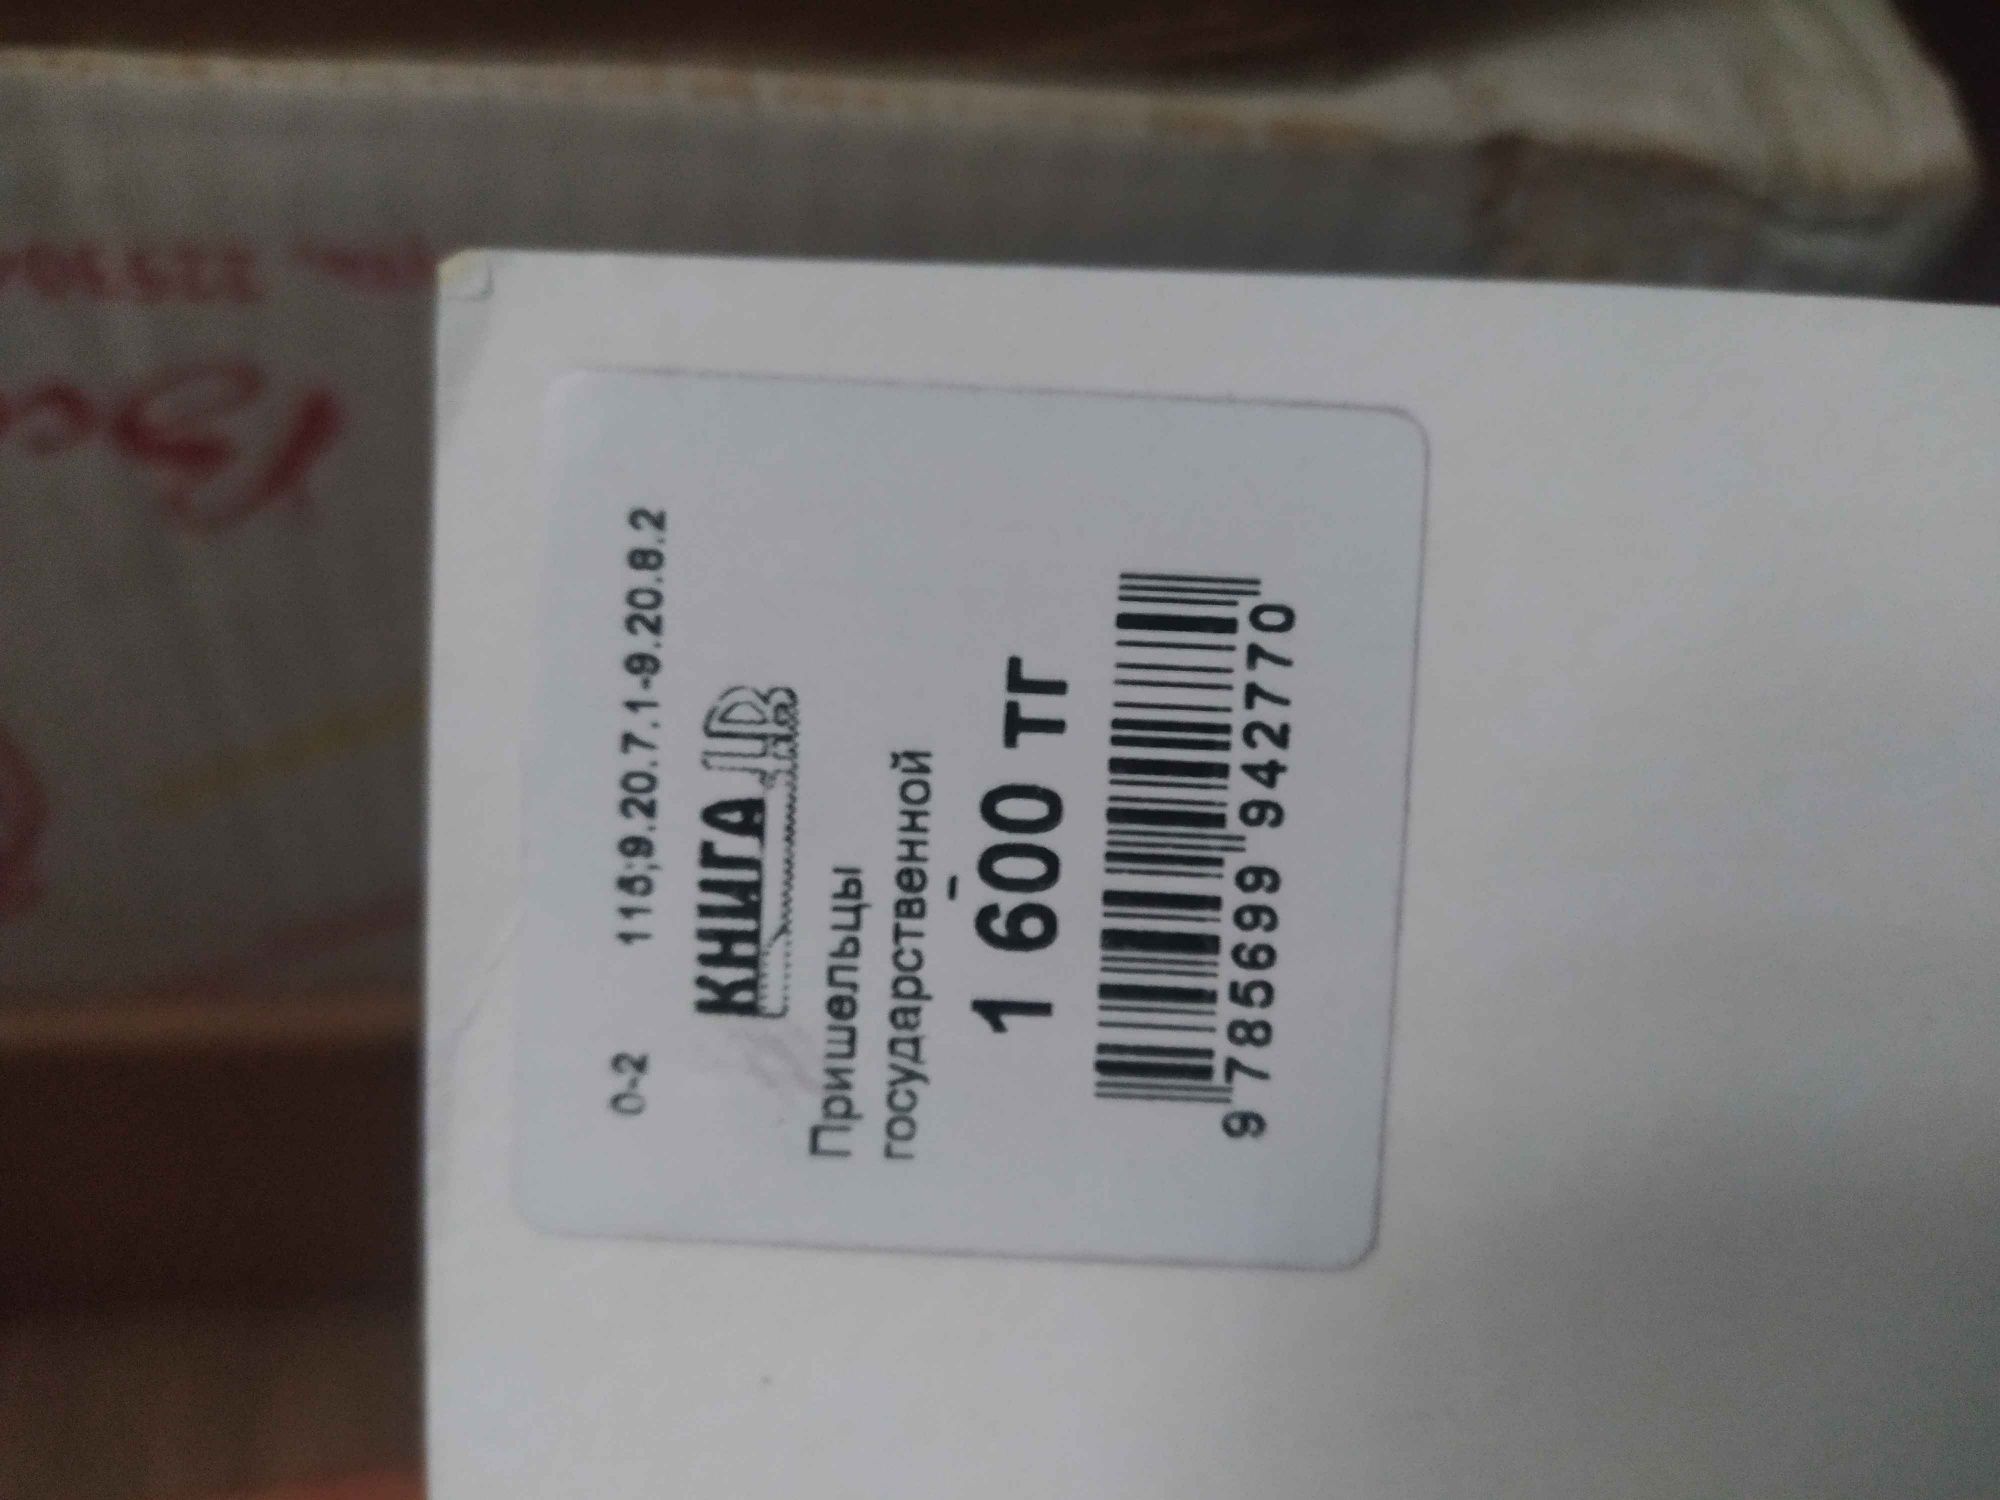 0-2 116;9.20.7.1-9.20.8.2
КНИГА
Пришельцы
государственной
1 600 тг
9 785699 942770